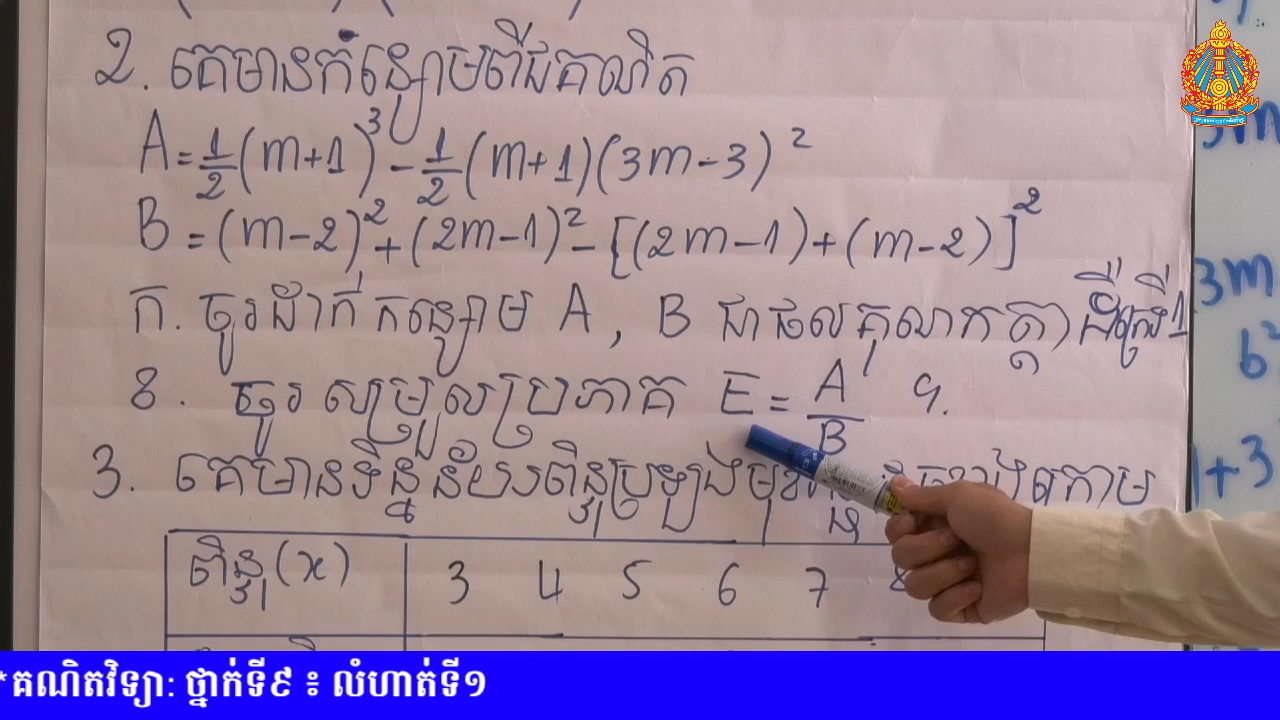 2. គេមានកំន្សោមពីជគណិត
A = 1/2 (m+1)³ - 1/2 (m+1)(3m-3)²
B = (m-2)² + (2m-1)² - [(2m-1)+(m-2)]²
ក. ចូរដាក់កន្សោម A , B ជាផលគុណកត្តាដឺក្រេទី1
ខ. ចូរសម្រួលប្រភាគ E = A/B ។
3. គេមានទិន្នន័យពិន្ទុប្រឡង
ពិន្ទុ (x) 3 4 5 6 7
3m
1+3
*គណិតវិទ្យា: ថ្នាក់ទី៩ ៖ លំហាត់ទី១